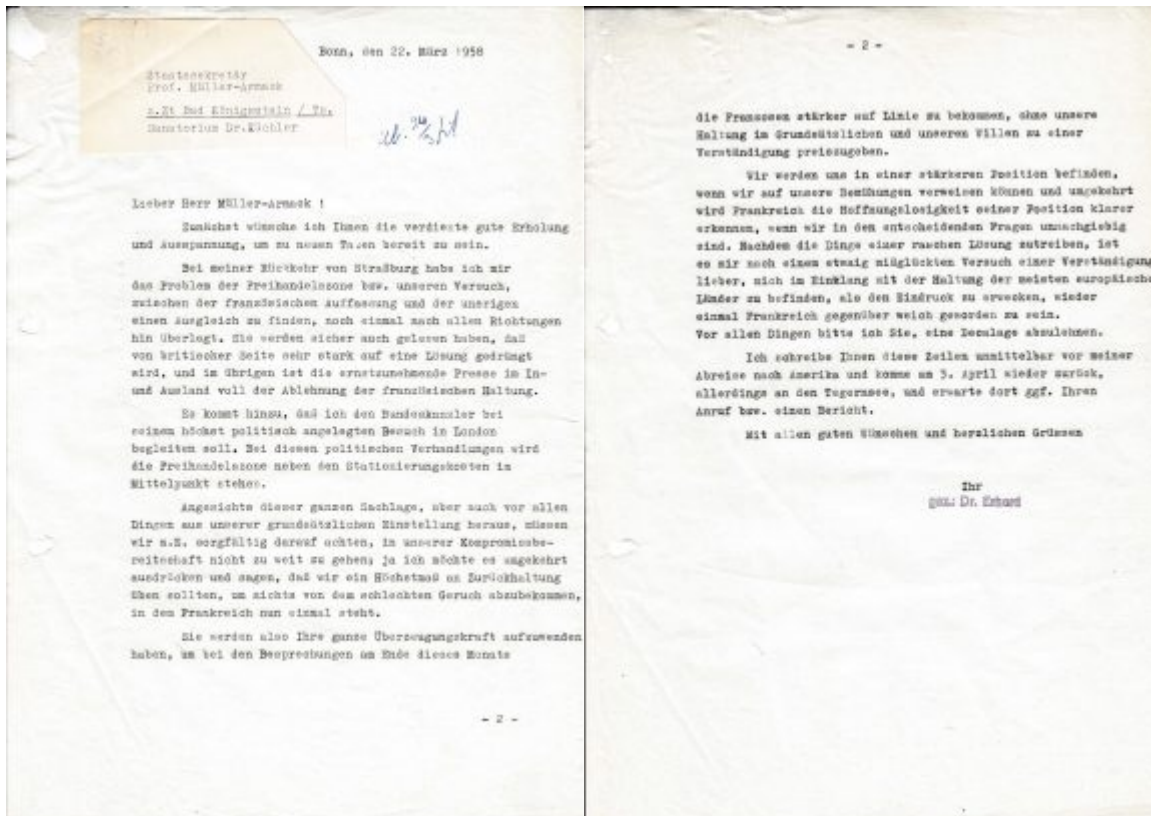 Bonn, den 22. März 1958
Staatssekretär
Prof. Müller-Armack
z.Zt Bad Königstein / Ts.
Sanatorium Dr.Küchler
Lieber Herr Müller-Armack !
Zunächst wünsche ich Ihnen die verdiente gute Erholung
und Ausspannung, um zu neuen Taten bereit zu sein.
Bei meiner Rückkehr von Straßburg habe ich mir
das Problem der Freihandelszone bzw. unseren Versuch,
zwischen der französischen Auffassung und der unsrigen
einen Ausgleich zu finden, noch einmal nach allen Richtungen
hin überlegt. Sie werden sicher auch gelesen haben, daß
von britischer Seite sehr stark auf eine Lösung gedrängt
wird, und im übrigen ist die ernstzunehmende Presse im In-
und Ausland voll der Ablehnung der französischen Haltung.
Es kommt hinzu, daß ich den Bundeskanzler bei
seinem höchst politisch angelegten Besuch in London
begleiten soll. Bei diesen politischen Verhandlungen wird
die Freihandelszone neben den Stationierungskosten im
Mittelpunkt stehen.
Angesichts dieser ganzen Sachlage, aber auch vor allen
Dingen aus unserer grundsätzlichen Einstellung heraus, müssen
wir m.E. sorgfältig darauf achten, in unserer Kompromissbe-
reitschaft nicht zu weit zu gehen; ja ich möchte es umgekehrt
ausdrücken und sagen, daß wir ein Höchstmaß an Zurückhaltung
üben sollten, um nichts von dem schlechten Geruch abzubekommen,
in dem Frankreich nun einmal steht.
Sie werden also Ihre ganze Überzeugungskraft aufzuwenden
haben, um bei den Besprechungen am Ende dieses Monats
- 2 -
- 2 -
die Franzosen stärker auf Linie zu bekommen, ohne unsere
Haltung im Grundsätzlichen und unseren Willen zu einer
Verständigung preiszugeben.
Wir werden uns in einer stärkeren Position befinden,
wenn wir auf unsere Bemühungen verweisen können und umgekehrt
wird Frankreich die Hoffnungslosigkeit seiner Position klarer
erkennen, wenn wir in den entscheidenden Fragen unnachgiebig
sind. Nachdem die Dinge einer raschen Lösung zutreiben, ist
es mir nach einem etwaig mißglückten Versuch einer Verständigung
lieber, mich im Einklang mit der Haltung der meisten europäische
Länder zu befinden, als den Eindruck zu erwecken, wieder
einmal Frankreich gegenüber weich geworden zu sein.
Vor allen Dingen bitte ich Sie, eine Decalage abzulehnen.
Ich schreibe Ihnen diese Zeilen unmittelbar vor meiner
Abreise nach Amerika und komme am 3. April wieder zurück,
allerdings an den Tegernsee, und erwarte dort ggf. Ihren
Anruf bzw. einen Bericht.
Mit allen guten Wünschen und herzlichen Grüssen
Ihr
gez.: Dr. Erhard